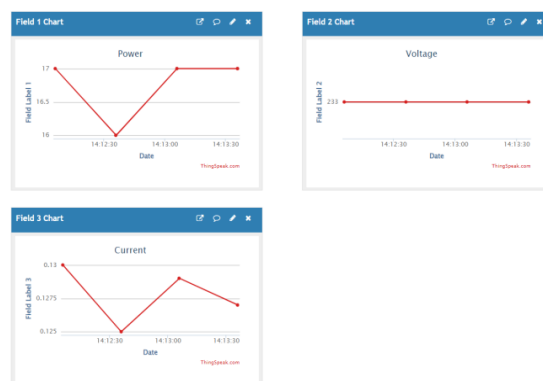 Field 1 Chart
Power
Field Label 1
17
16.5
16
14:12:30 14:13:00 14:13:30
Date
ThingSpeak.com
Field 2 Chart
Voltage
Field Label 2
233
14:12:30 14:13:00 14:13:30
Date
ThingSpeak.com
Field 3 Chart
Current
Field Label 3
0.13
0.1275
0.125
14:12:30 14:13:00 14:13:30
Date
ThingSpeak.com